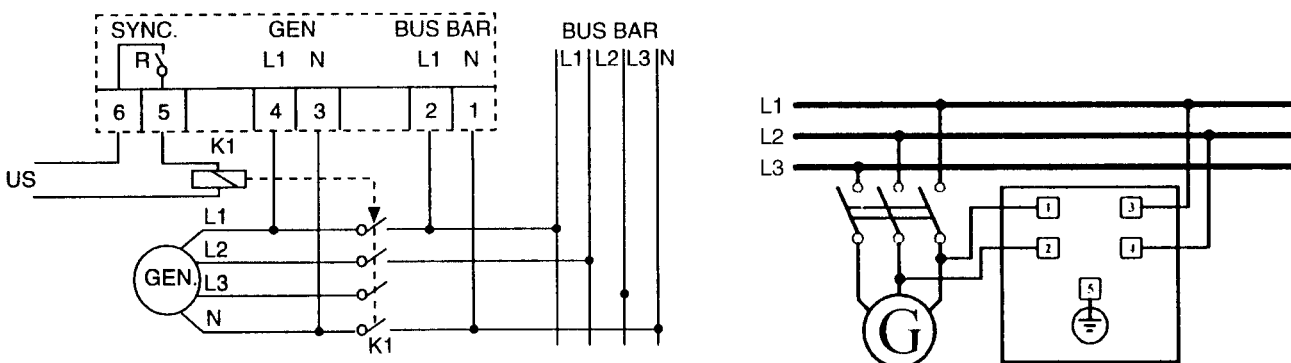 SYNC. GEN BUS BAR BUS BAR
R L1 N L1 N L1 L2 L3 N
6 5 4 3 2 1
K1
US
L1
L2
GEN.
L3
N
K1
L1
L2
L3
1 3
2 4
5
G